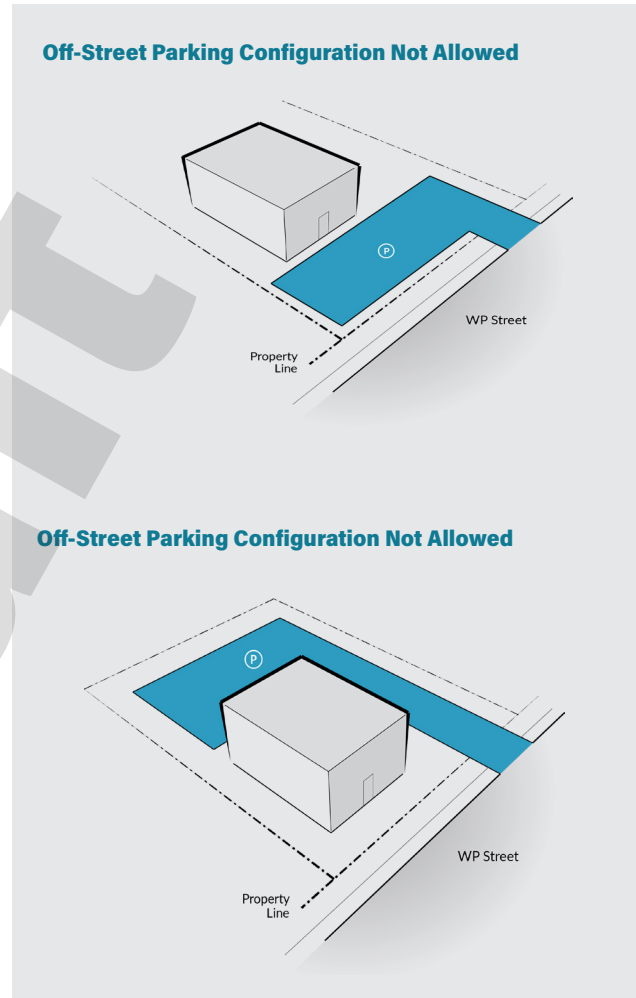 Off-Street Parking Configuration Not Allowed
P
WP Street
Property
Line
Off-Street Parking Configuration Not Allowed
P
WP Street
Property
Line